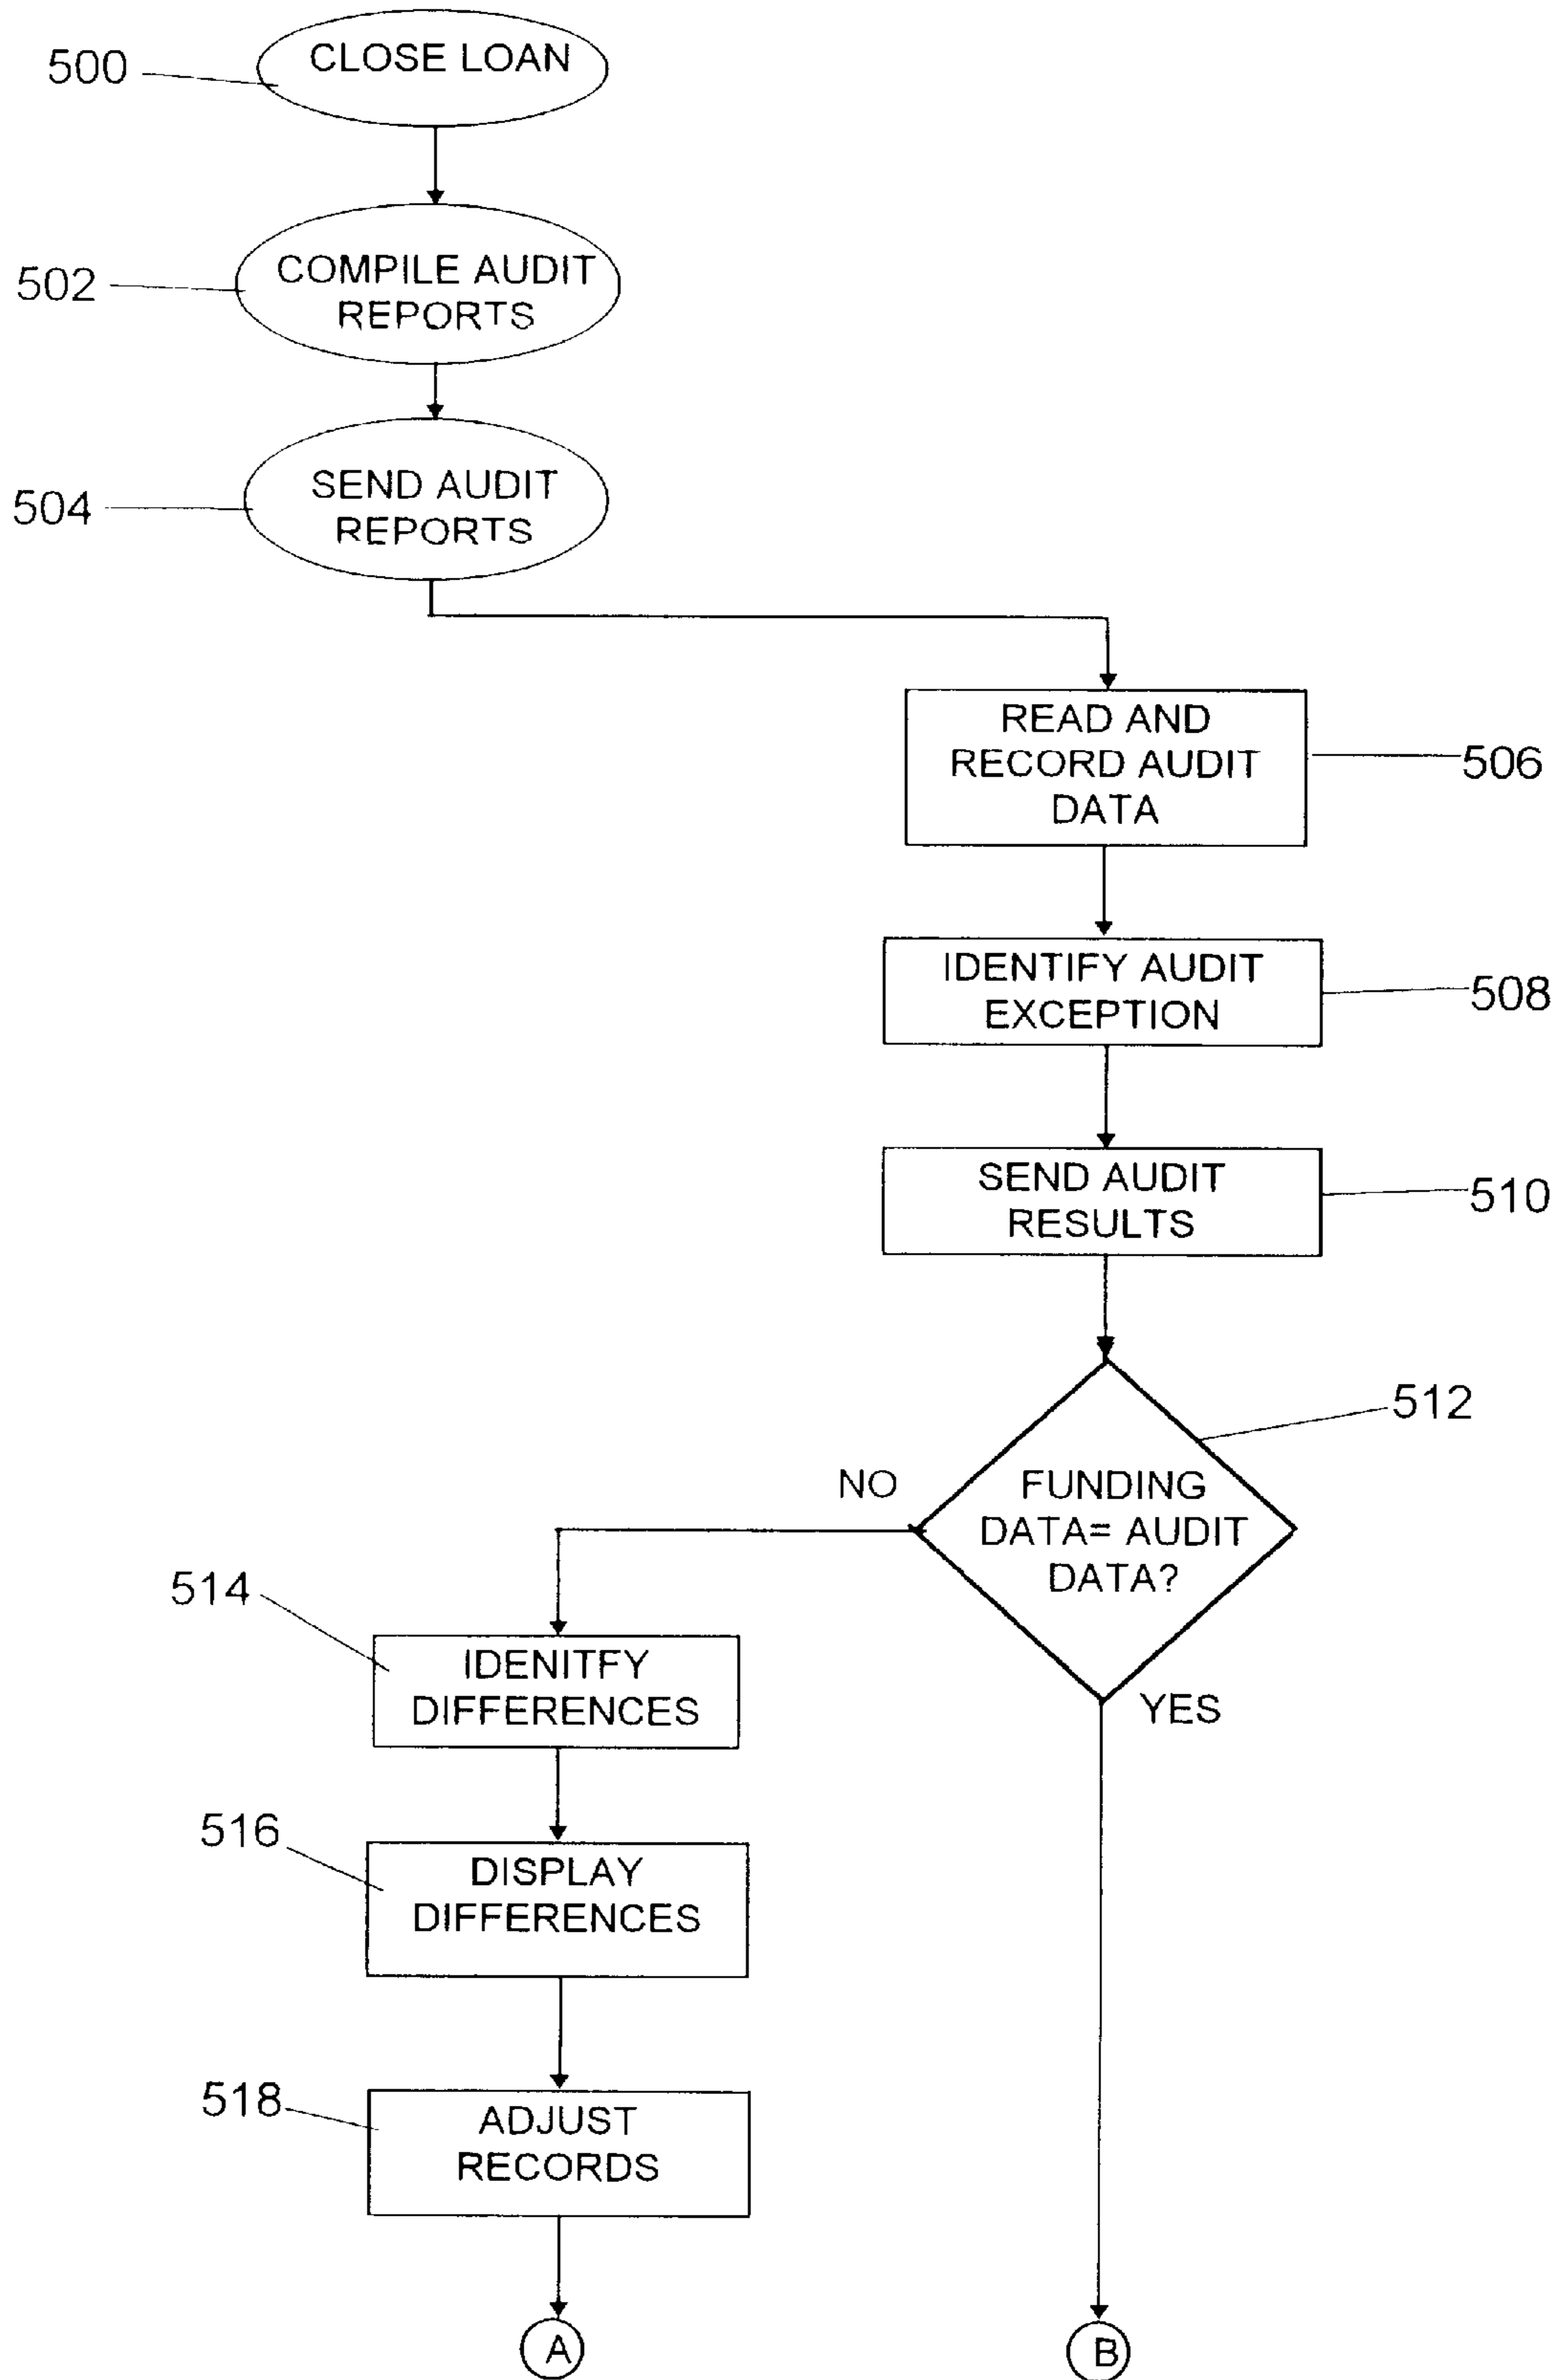 500
CLOSE LOAN
502
COMPILE AUDIT
REPORTS
504
SEND AUDIT
REPORTS
READ AND
RECORD AUDIT
DATA
506
IDENTIFY AUDIT
EXCEPTION
508
SEND AUDIT
RESULTS
510
512
NO
FUNDING
DATA= AUDIT
DATA?
YES
514
IDENITFY
DIFFERENCES
516
DISPLAY
DIFFERENCES
518
ADJUST
RECORDS
A
B